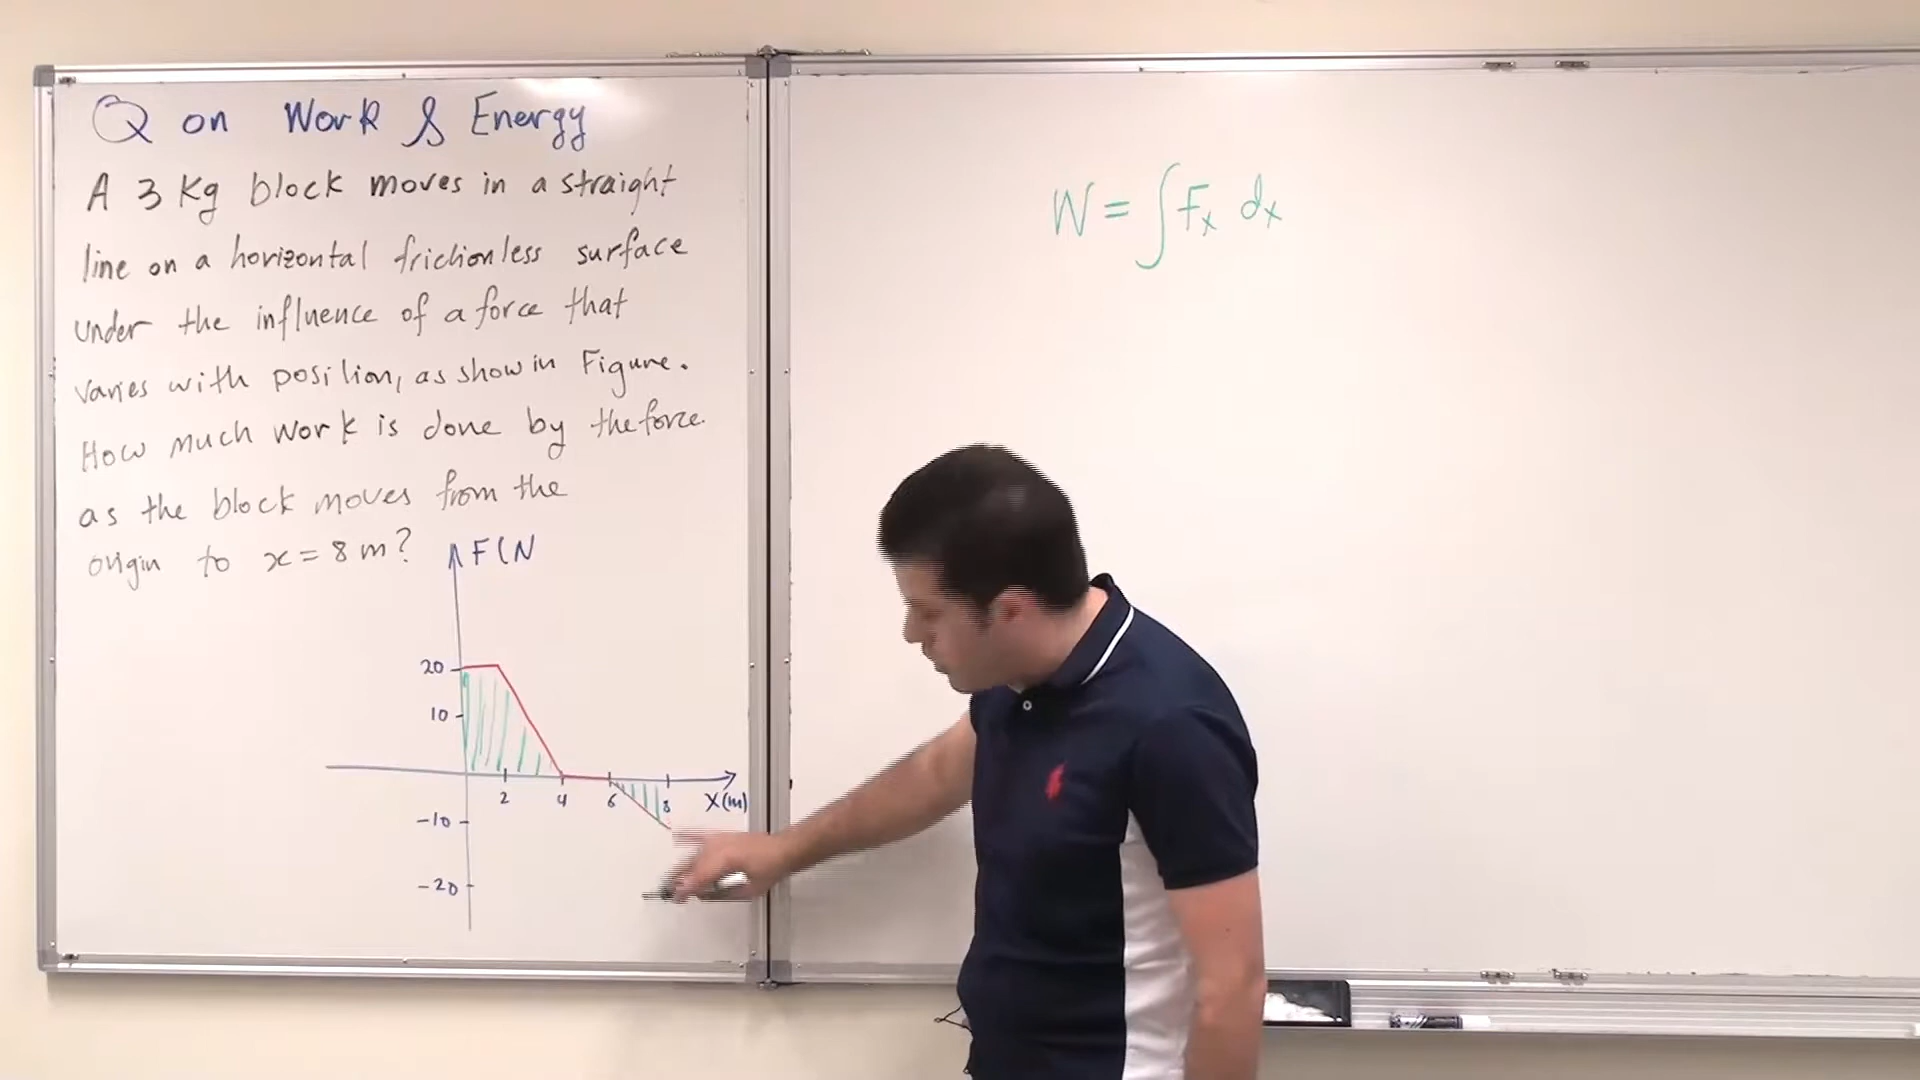 Q on Work & Energy
A 3 Kg block moves in a straight
line on a horizontal frictionless surface
under the influence of a force that
varies with position, as show in Figure.
How much work is done by the force
as the block moves from the
origin to x = 8 m?
F(N
20
10
2 4 6 8 X(m)
-10
-20
W = ∫ Fx dx